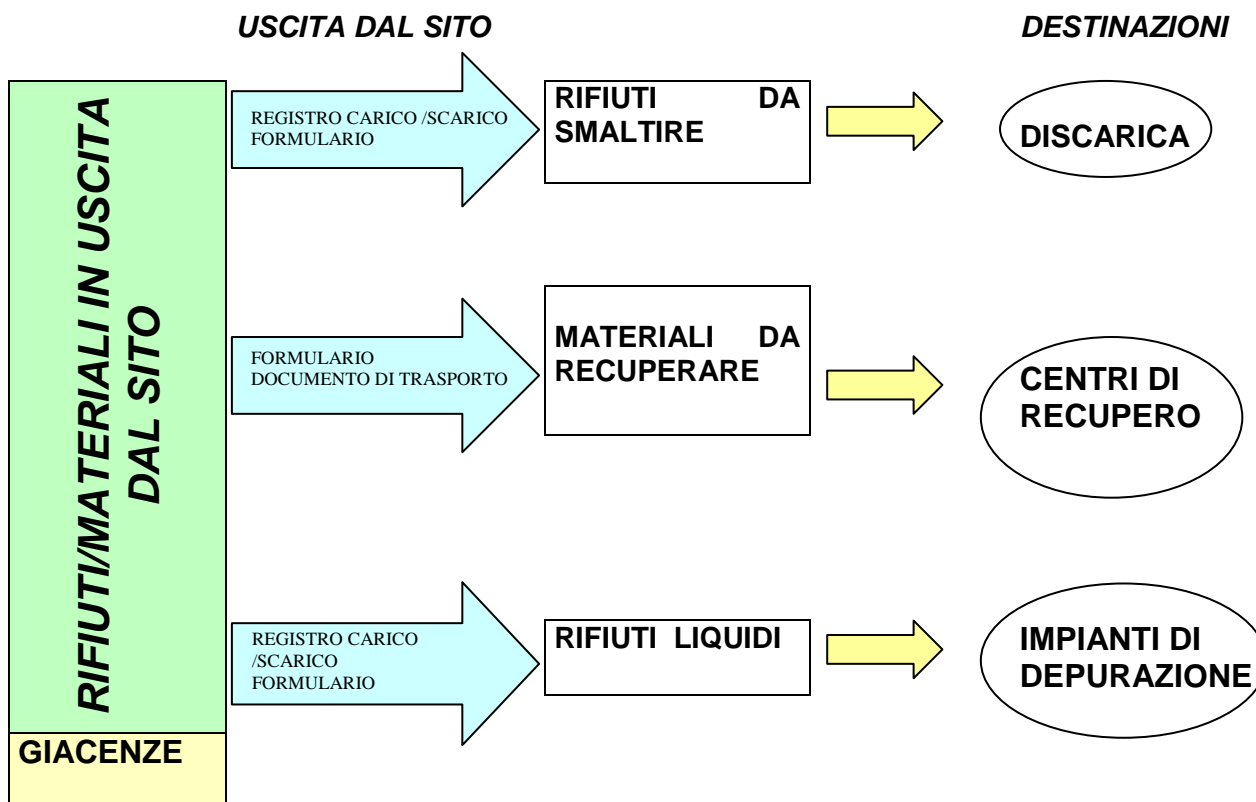 USCITA DAL SITO
DESTINAZIONI
RIFIUTI/MATERIALI IN USCITA
DAL SITO
REGISTRO CARICO /SCARICO
FORMULARIO
RIFIUTI DA
SMALTIRE
DISCARICA
FORMULARIO
DOCUMENTO DI TRASPORTO
MATERIALI DA
RECUPERARE
CENTRI DI
RECUPERO
REGISTRO CARICO
/SCARICO
FORMULARIO
RIFIUTI LIQUIDI
IMPIANTI DI
DEPURAZIONE
GIACENZE